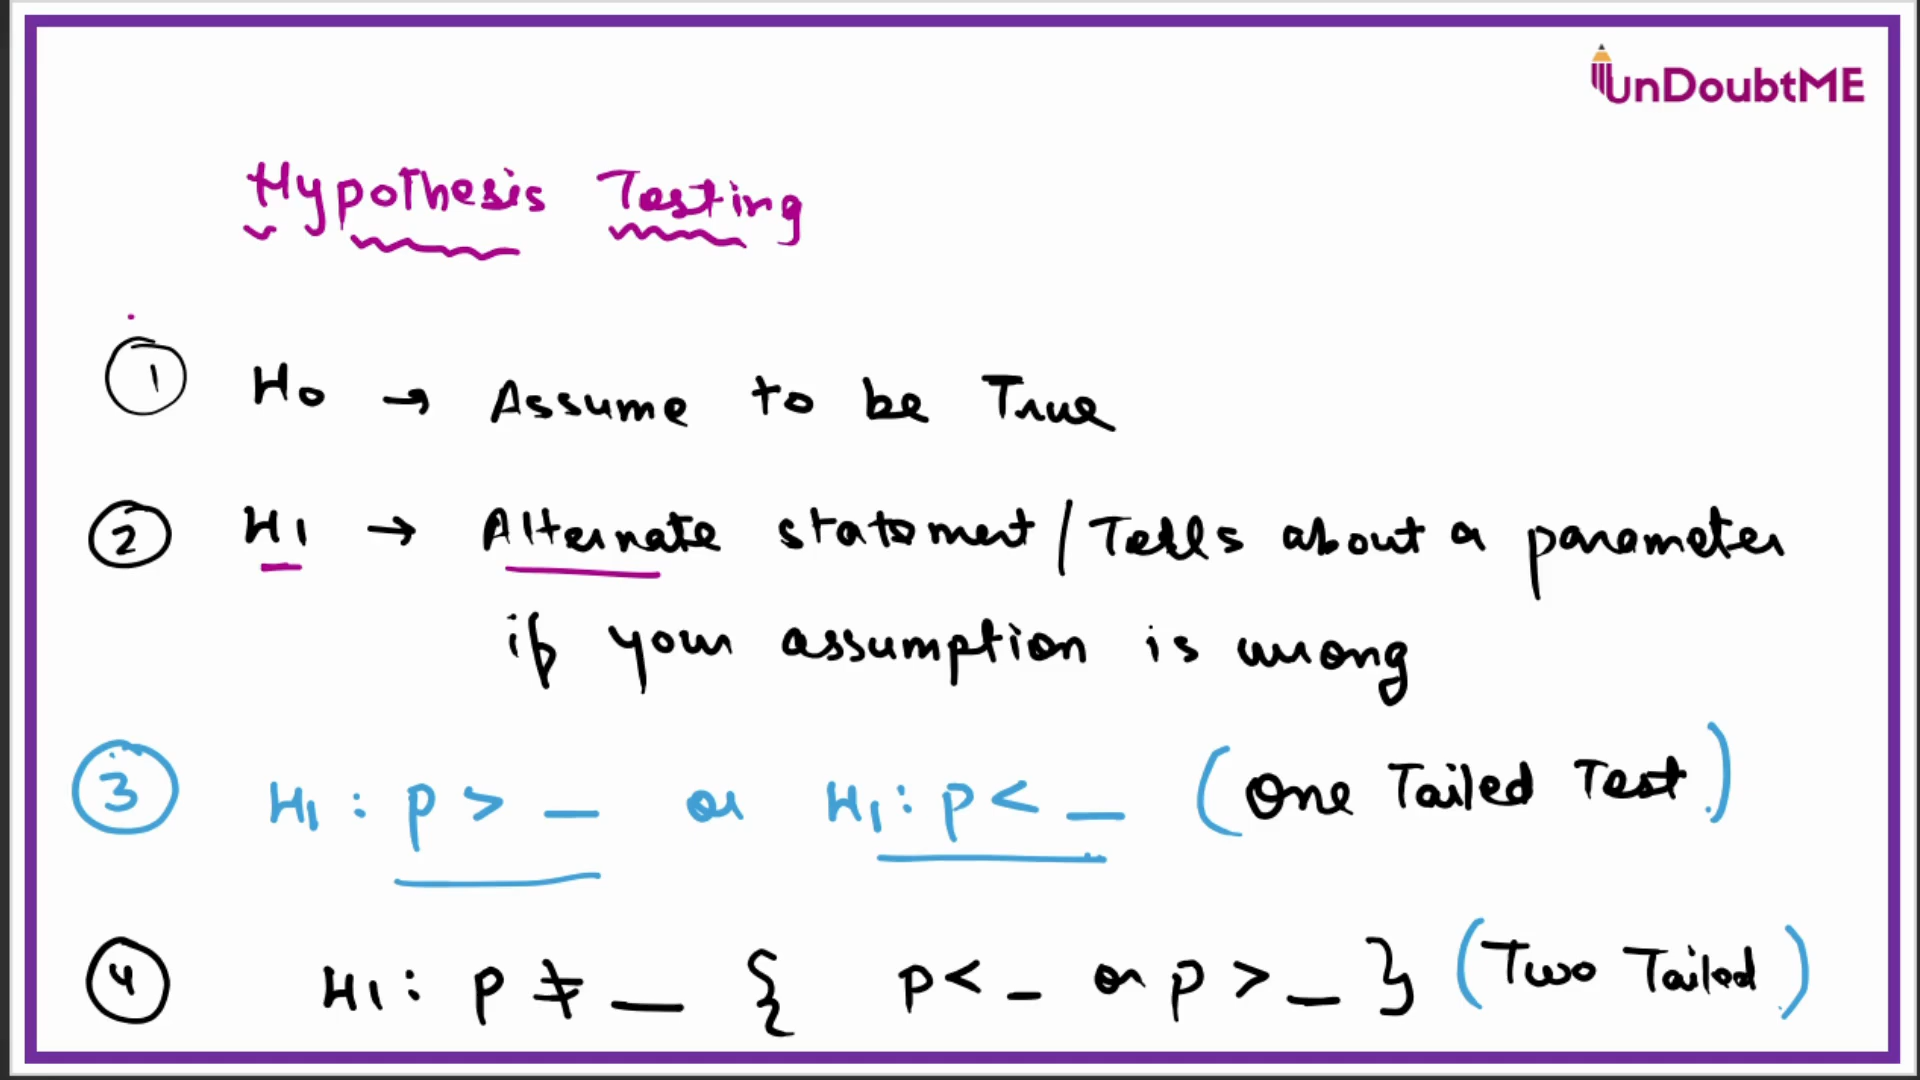 UnDoubtME
Hypothesis Testing
1 H0 → Assume to be True
2 H1 → Alternate statement / Tells about a parameter
if your assumption is wrong
3 H1 : p > _ or H1 : p < _ (One Tailed Test)
4 H1 : p ≠ _ { p < _ or p > _ } (Two Tailed)